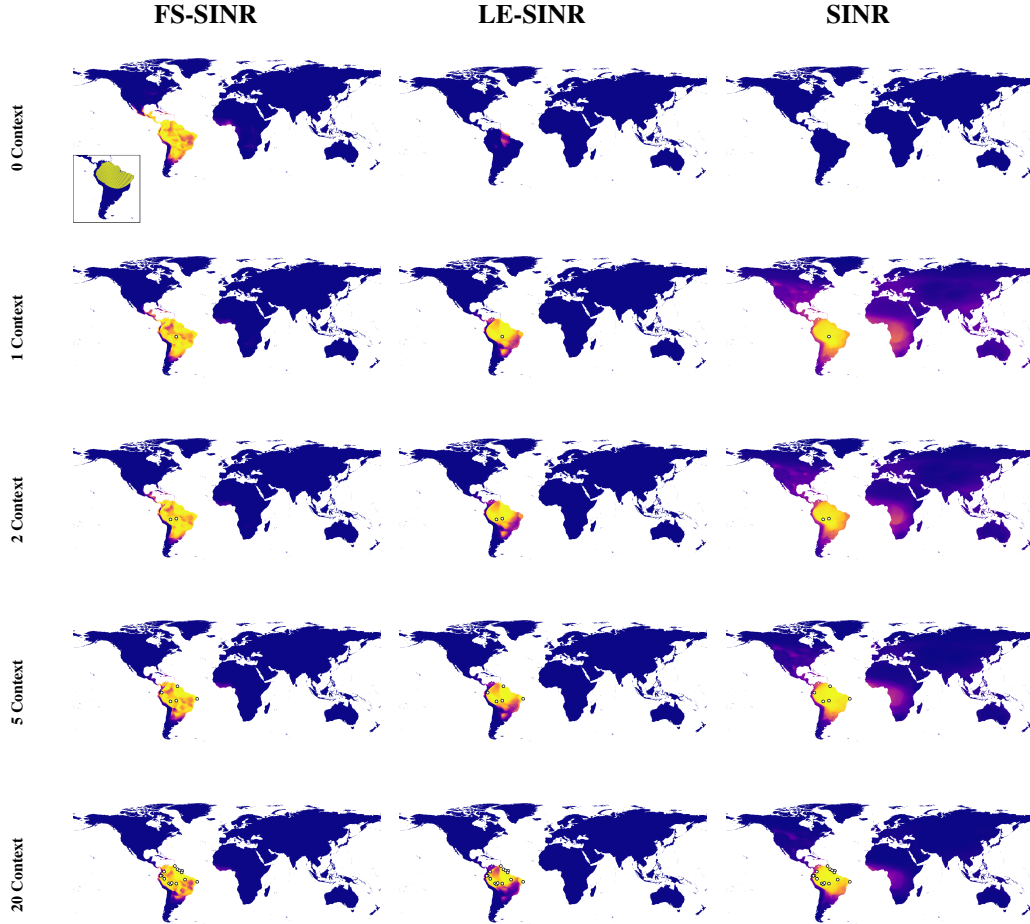 FS-SINR LE-SINR SINR
0 Context
1 Context
2 Context
5 Context
20 Context